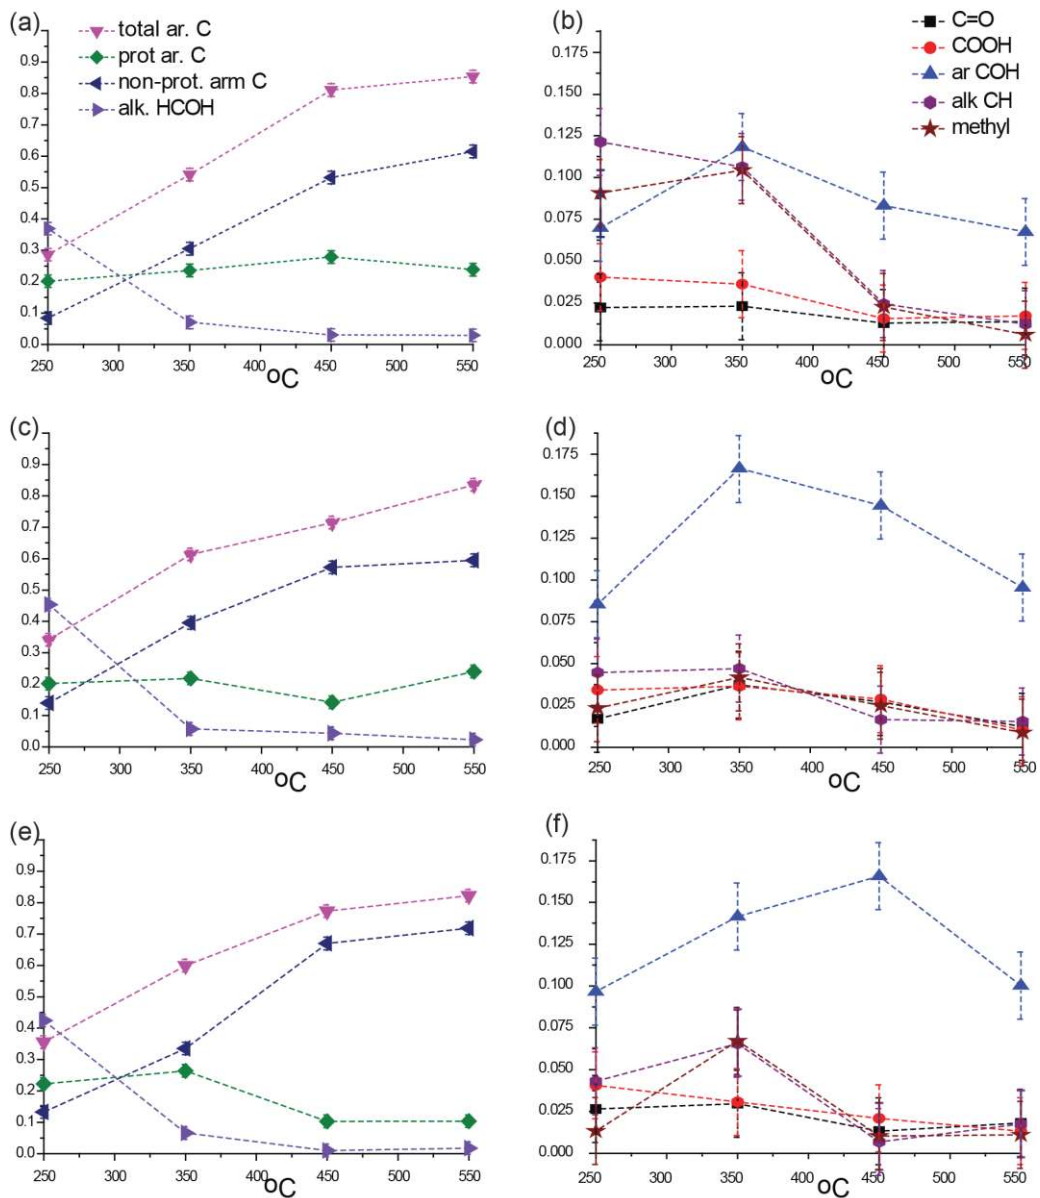 (a)
total ar. C
prot ar. C
non-prot. arm C
alk. HCOH
0.9
0.8
0.7
0.6
0.5
0.4
0.3
0.2
0.1
0.0
250 300 350 400 450 500 550
oC
(b)
C=O
COOH
ar COH
alk CH
methyl
0.175
0.150
0.125
0.100
0.075
0.050
0.025
0.000
250 300 350 400 450 500 550
oC
(c)
0.9
0.8
0.7
0.6
0.5
0.4
0.3
0.2
0.1
0.0
250 300 350 400 450 500 550
oC
(d)
0.175
0.150
0.125
0.100
0.075
0.050
0.025
0.000
250 300 350 400 450 500 550
oC
(e)
0.9
0.8
0.7
0.6
0.5
0.4
0.3
0.2
0.1
0.0
250 300 350 400 450 500 550
oC
(f)
0.175
0.150
0.125
0.100
0.075
0.050
0.025
0.000
250 300 350 400 450 500 550
oC